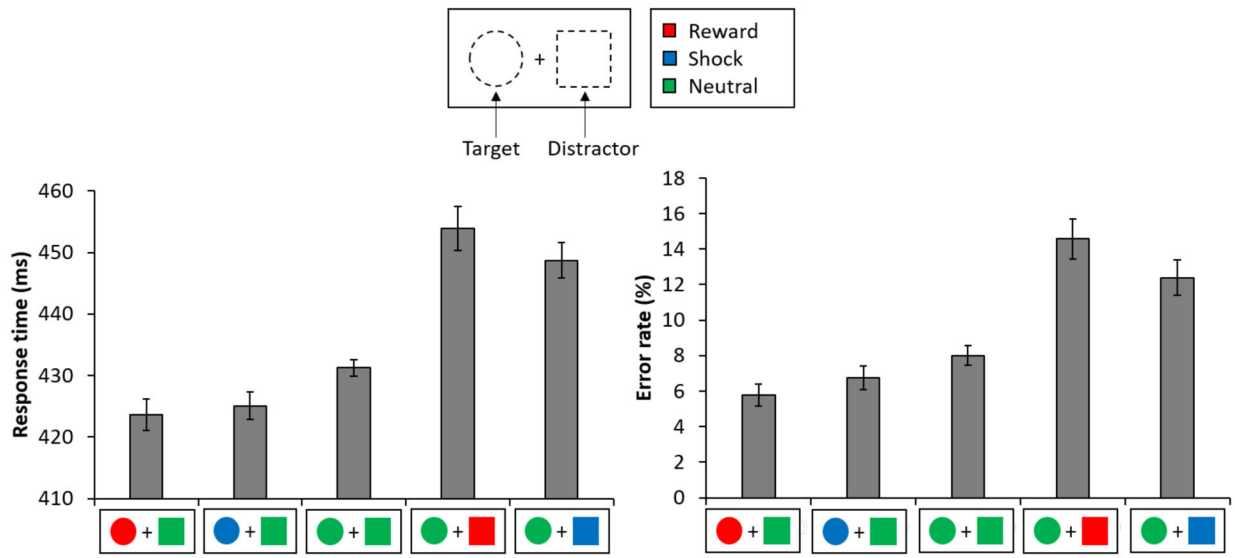 +
Reward
Shock
Neutral
Target Distractor
Response time (ms)
460
450
440
430
420
410
+ + + + +
Error rate (%)
18
16
14
12
10
8
6
4
2
0
+ + + + +